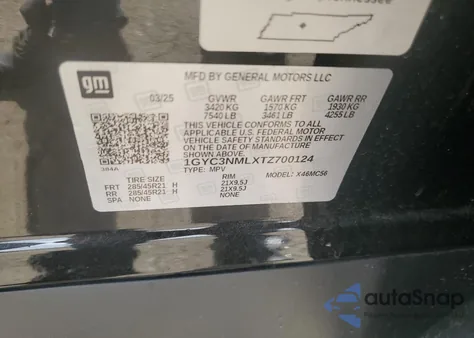 Tennessee
gm
MFD BY GENERAL MOTORS LLC
03/25 GVWR GAWR FRT GAWR RR
3420 KG 1570 KG 1930 KG
7540 LB 3461 LB 4255 LB
THIS VEHICLE CONFORMS TO ALL APPLICABLE
U.S. FEDERAL MOTOR
VEHICLE SAFETY STANDARDS IN
EFFECT ON THE DATE OF
MANUFACTURE SHOWN ABOVE.
1GYC3NMLXTZ700124
TYPE: MPV MODEL: X46MC56
384A
TIRE SIZE RIM
FRT 285/45R21 H 21X9.5J
RR 285/45R21 H 21X9.5J
SPA NONE NONE
autoSnap